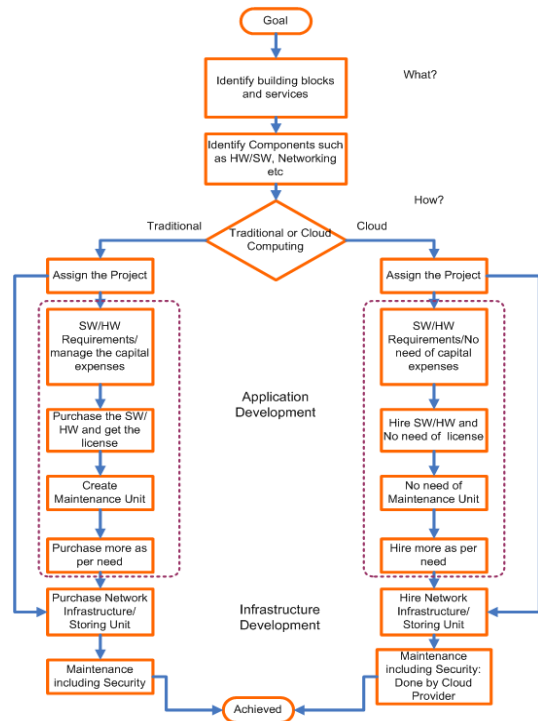 Goal
What?
Identify building blocks
and services
Identify Components such
as HW/SW, Networking
etc
How?
Traditional
Cloud
Traditional or Cloud
Computing
Assign the Project
Assign the Project
SW/HW
Requirements/
manage the capital
expenses
SW/HW
Requirements/No
need of capital
expenses
Application
Development
Purchase the SW/
HW and get the
license
Hire SW/HW and
No need of license
Create
Maintenance Unit
No need of
Maintenance Unit
Purchase more as
per need
Hire more as per
need
Purchase Network
Infrastructure/
Storing Unit
Infrastructure
Development
Hire Network
Infrastructure/
Storing Unit
Maintenance
including Security
Maintenance
including Security:
Done by Cloud
Provider
Achieved